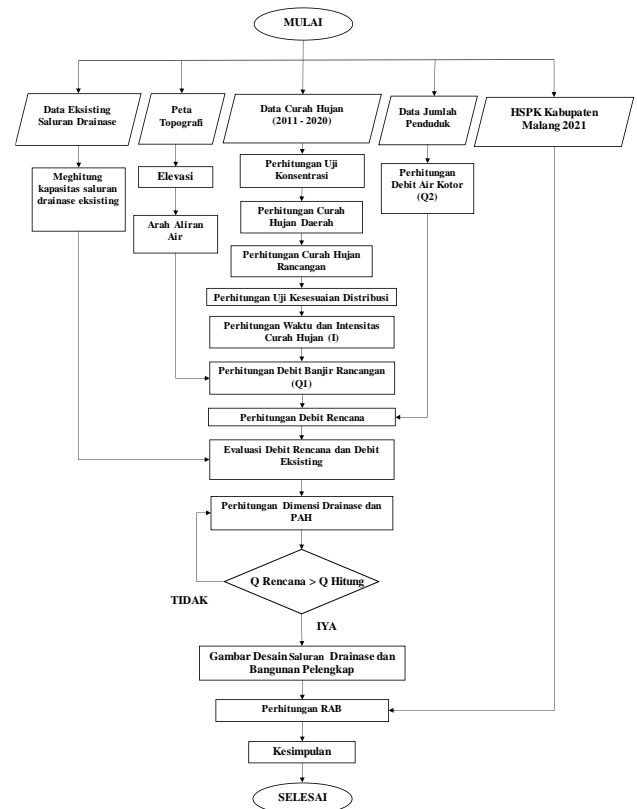 MULAI
Data Eksisting
Saluran Drainase
Peta
Topografi
Data Curah Hujan
(2011 - 2020)
Data Jumlah
Penduduk
HSPK Kabupaten
Malang 2021
Meghitung
kapasitas saluran
drainase eksisting
Elevasi
Arah Aliran
Air
Perhitungan Uji
Konsentrasi
Perhitungan Debit Air Kotor
(Q2)
Perhitungan Curah
Hujan Daerah
Perhitungan Curah Hujan
Rancangan
Perhitungan Uji Kesesuaian Distribusi
Perhitungan Waktu dan Intensitas
Curah Hujan (I)
Perhitungan Debit Banjir Rancangan
(Q1)
Perhitungan Debit Rencana
Evaluasi Debit Rencana dan Debit
Eksisting
Perhitungan Dimensi Drainase dan
PAH
Q Rencana > Q Hitung
TIDAK
IYA
Gambar Desain Saluran Drainase dan
Bangunan Pelengkap
Perhitungan RAB
Kesimpulan
SELESAI